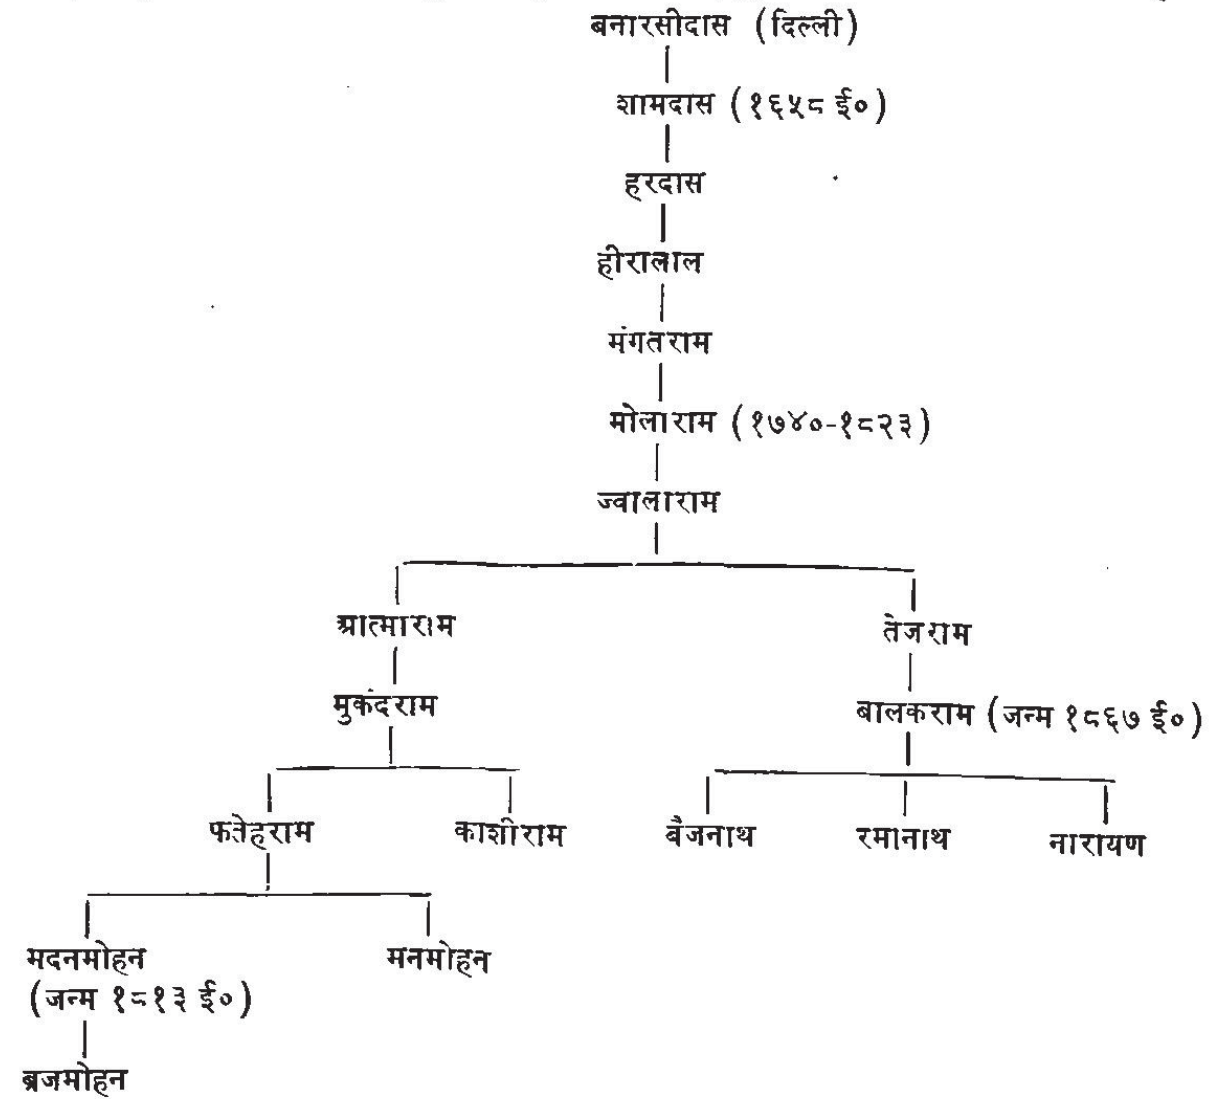 बनारसीदास (दिल्ली)
शामदास (१६५८ ई०)
हरदास
हीरालाल
मंगतराम
मोलाराम (१७४०-१८२३)
ज्वालाराम
आत्माराम तेजराम
मुकंदराम बालकराम (जन्म १८६७ ई०)
फतेहराम काशीराम बैजनाथ रमानाथ नारायण
मदनमोहन मनमोहन
(जन्म १८१३ ई०)
ब्रजमोहन